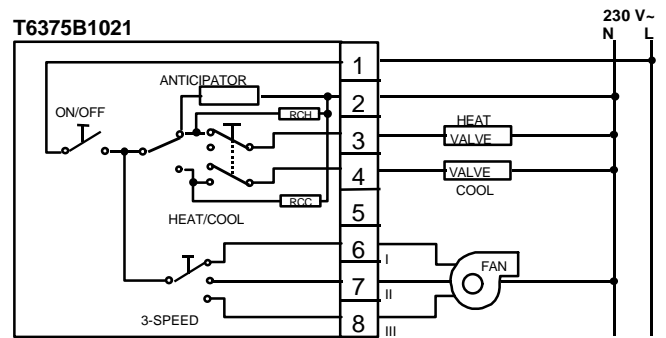 230 V~
T6375B1021
N L
1
ANTICIPATOR
2
ON/OFF
RCH
HEAT
3
VALVE
4
VALVE
RCC
COOL
5
HEAT/COOL
6
I
FAN
7
II
3-SPEED
8
III